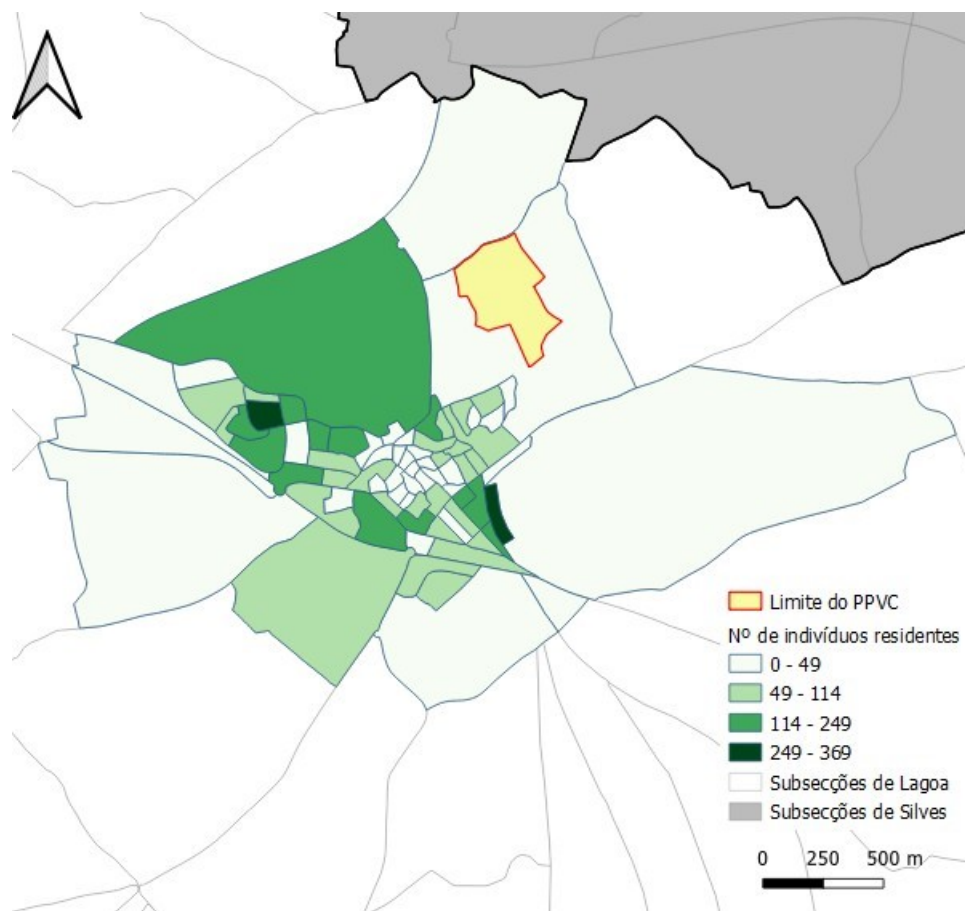 Limite do PPVC
Nº de indivíduos residentes
0 - 49
49 - 114
114 - 249
249 - 369
Subsecções de Lagoa
Subsecções de Silves
0 250 500 m